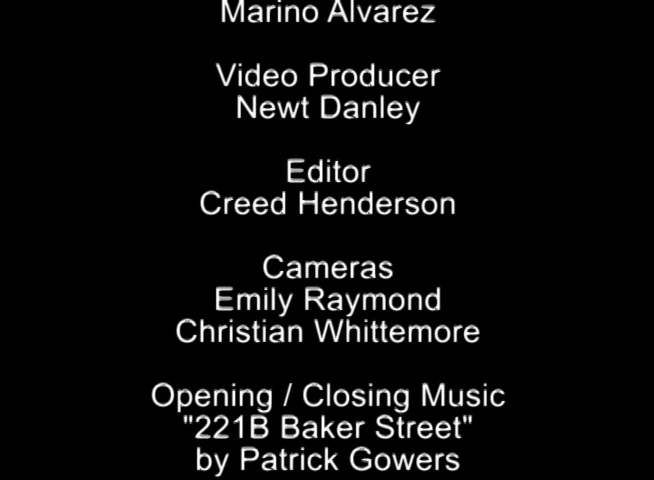 Marino Alvarez
Video Producer
Newt Danley
Editor
Creed Henderson
Cameras
Emily Raymond
Christian Whittemore
Opening / Closing Music
"221B Baker Street"
by Patrick Gowers